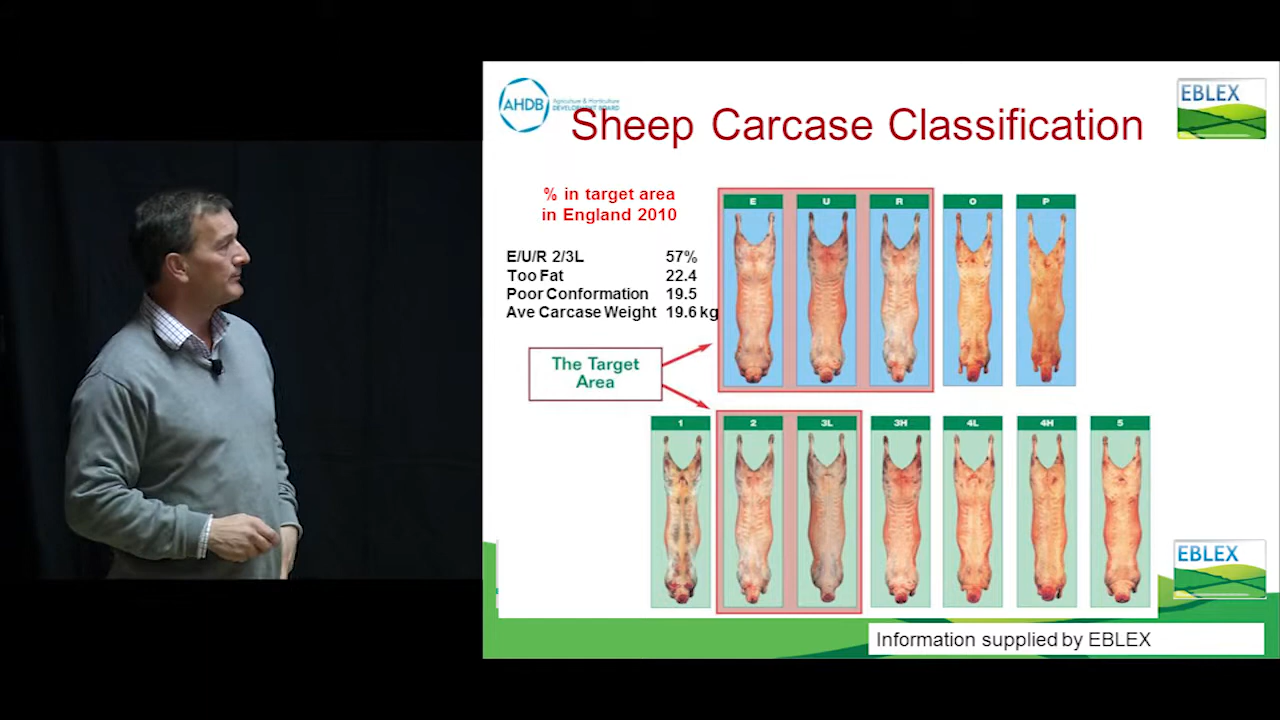 AHDB
Agriculture & Horticulture
DEVELOPMENT BOARD
EBLEX
Sheep Carcase Classification
% in target area
in England 2010
E U R O P
E/U/R 2/3L 57%
Too Fat 22.4
Poor Conformation 19.5
Ave Carcase Weight 19.6 kg
The Target
Area
1 2 3L 3H 4L 4H 5
EBLEX
Information supplied by EBLEX